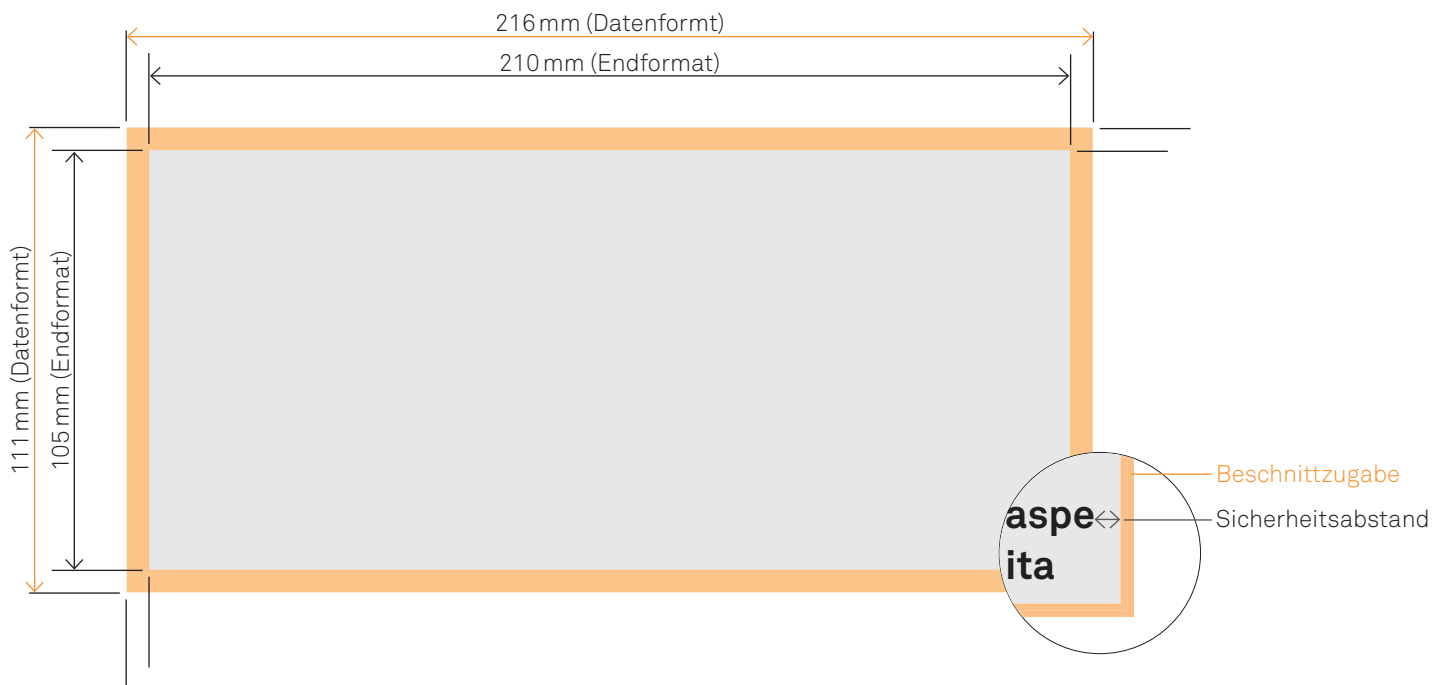 216 mm (Datenformt)
210 mm (Endformat)
111 mm (Datenformt)
105 mm (Endformat)
Beschnittzugabe
aspe
Sicherheitsabstand
ita